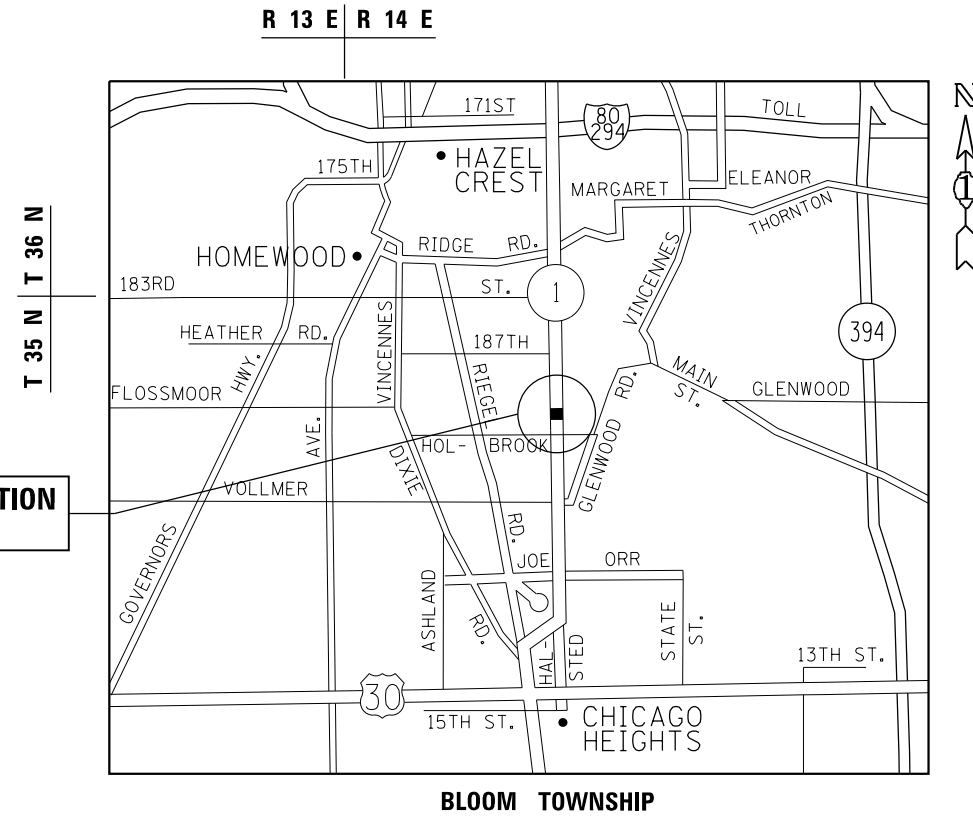 R 13 E R 14 E
171ST
80
294
TOLL
N
HAZEL
CREST
175TH
MARGARET
ELEANOR
THORNTON
T 35 N T 36 N
HOMEWOOD
RIDGE RD.
VINCENNES
183RD ST.
1
HEATHER RD.
187TH
394
HWY.
VINCENNES
RIEGEL
RD.
MAIN
ST.
GLENWOOD
FLOSSMOOR
AVE.
DIXIE
HOL- BROOK
GLENWOOD RD.
TION
VOLLMER
RD.
GOVERNORS
JOE ORR
ASHLAND
RD.
HAL-
STED
STATE
ST.
13TH ST.
30
15TH ST.
CHICAGO
HEIGHTS
BLOOM TOWNSHIP